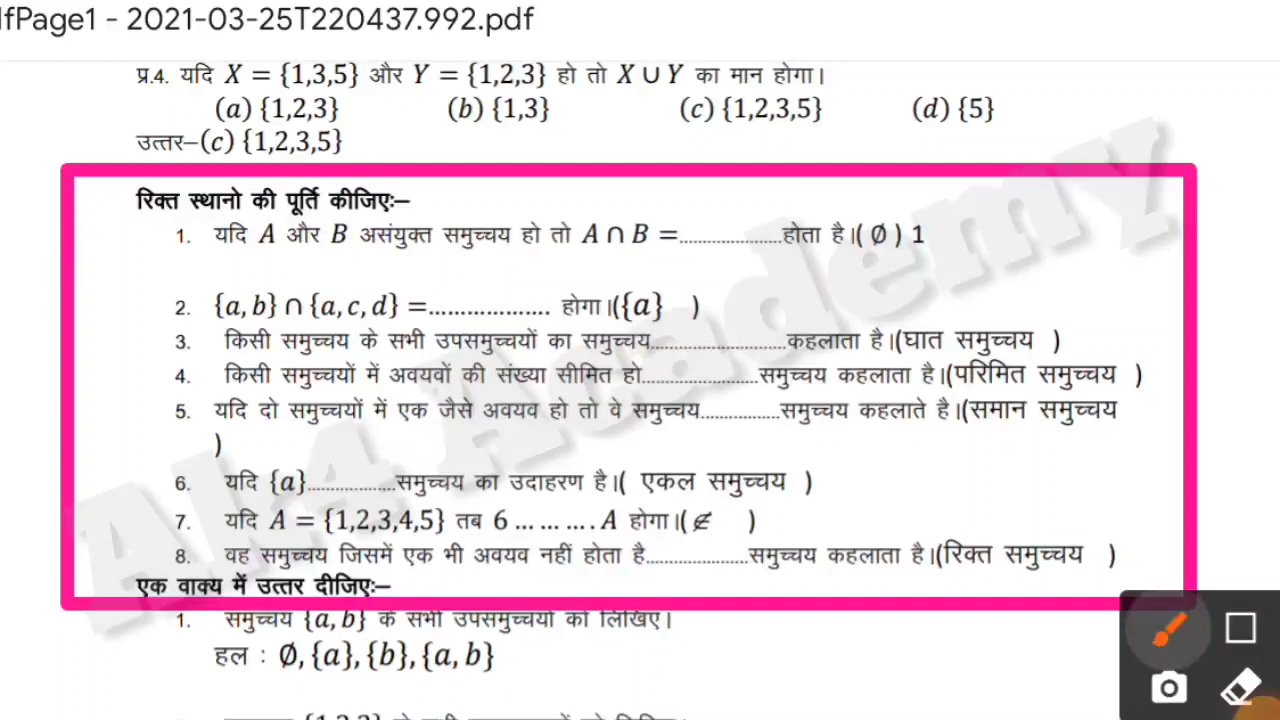 fPage1 - 2021-03-25T220437.992.pdf
प्र.4. यदि X = {1,3,5} और Y = {1,2,3} हो तो X ∪ Y का मान होगा।
(a) {1,2,3} (b) {1,3} (c) {1,2,3,5} (d) {5}
उत्तर–(c) {1,2,3,5}
रिक्त स्थानो की पूर्ति कीजिएः–
1. यदि A और B असंयुक्त समुच्चय हो तो A ∩ B =......................होता है।( ∅ ) 1
2. {a, b} ∩ {a, c, d} =................... होगा।({a} )
3. किसी समुच्चय के सभी उपसमुच्चयों का समुच्चय.............................कहलाता है।(घात समुच्चय )
4. किसी समुच्चयों में अवयवों की संख्या सीमित हो.........................समुच्चय कहलाता है।(परिमित समुच्चय )
5. यदि दो समुच्चयों में एक जैसे अवयव हो तो वे समुच्चय.................समुच्चय कहलाते है।(समान समुच्चय
)
6. यदि {a}...................समुच्चय का उदाहरण है।( एकल समुच्चय )
7. यदि A = {1,2,3,4,5} तब 6 ... ... ... . A होगा।(∉ )
8. वह समुच्चय जिसमें एक भी अवयव नहीं होता है......................समुच्चय कहलाता है।(रिक्त समुच्चय )
एक वाक्य में उत्तर दीजिएः–
1. समुच्चय {a, b} के सभी उपसमुच्चयों को लिखिए।
हल : ∅, {a}, {b}, {a, b}
Ak4 Academy